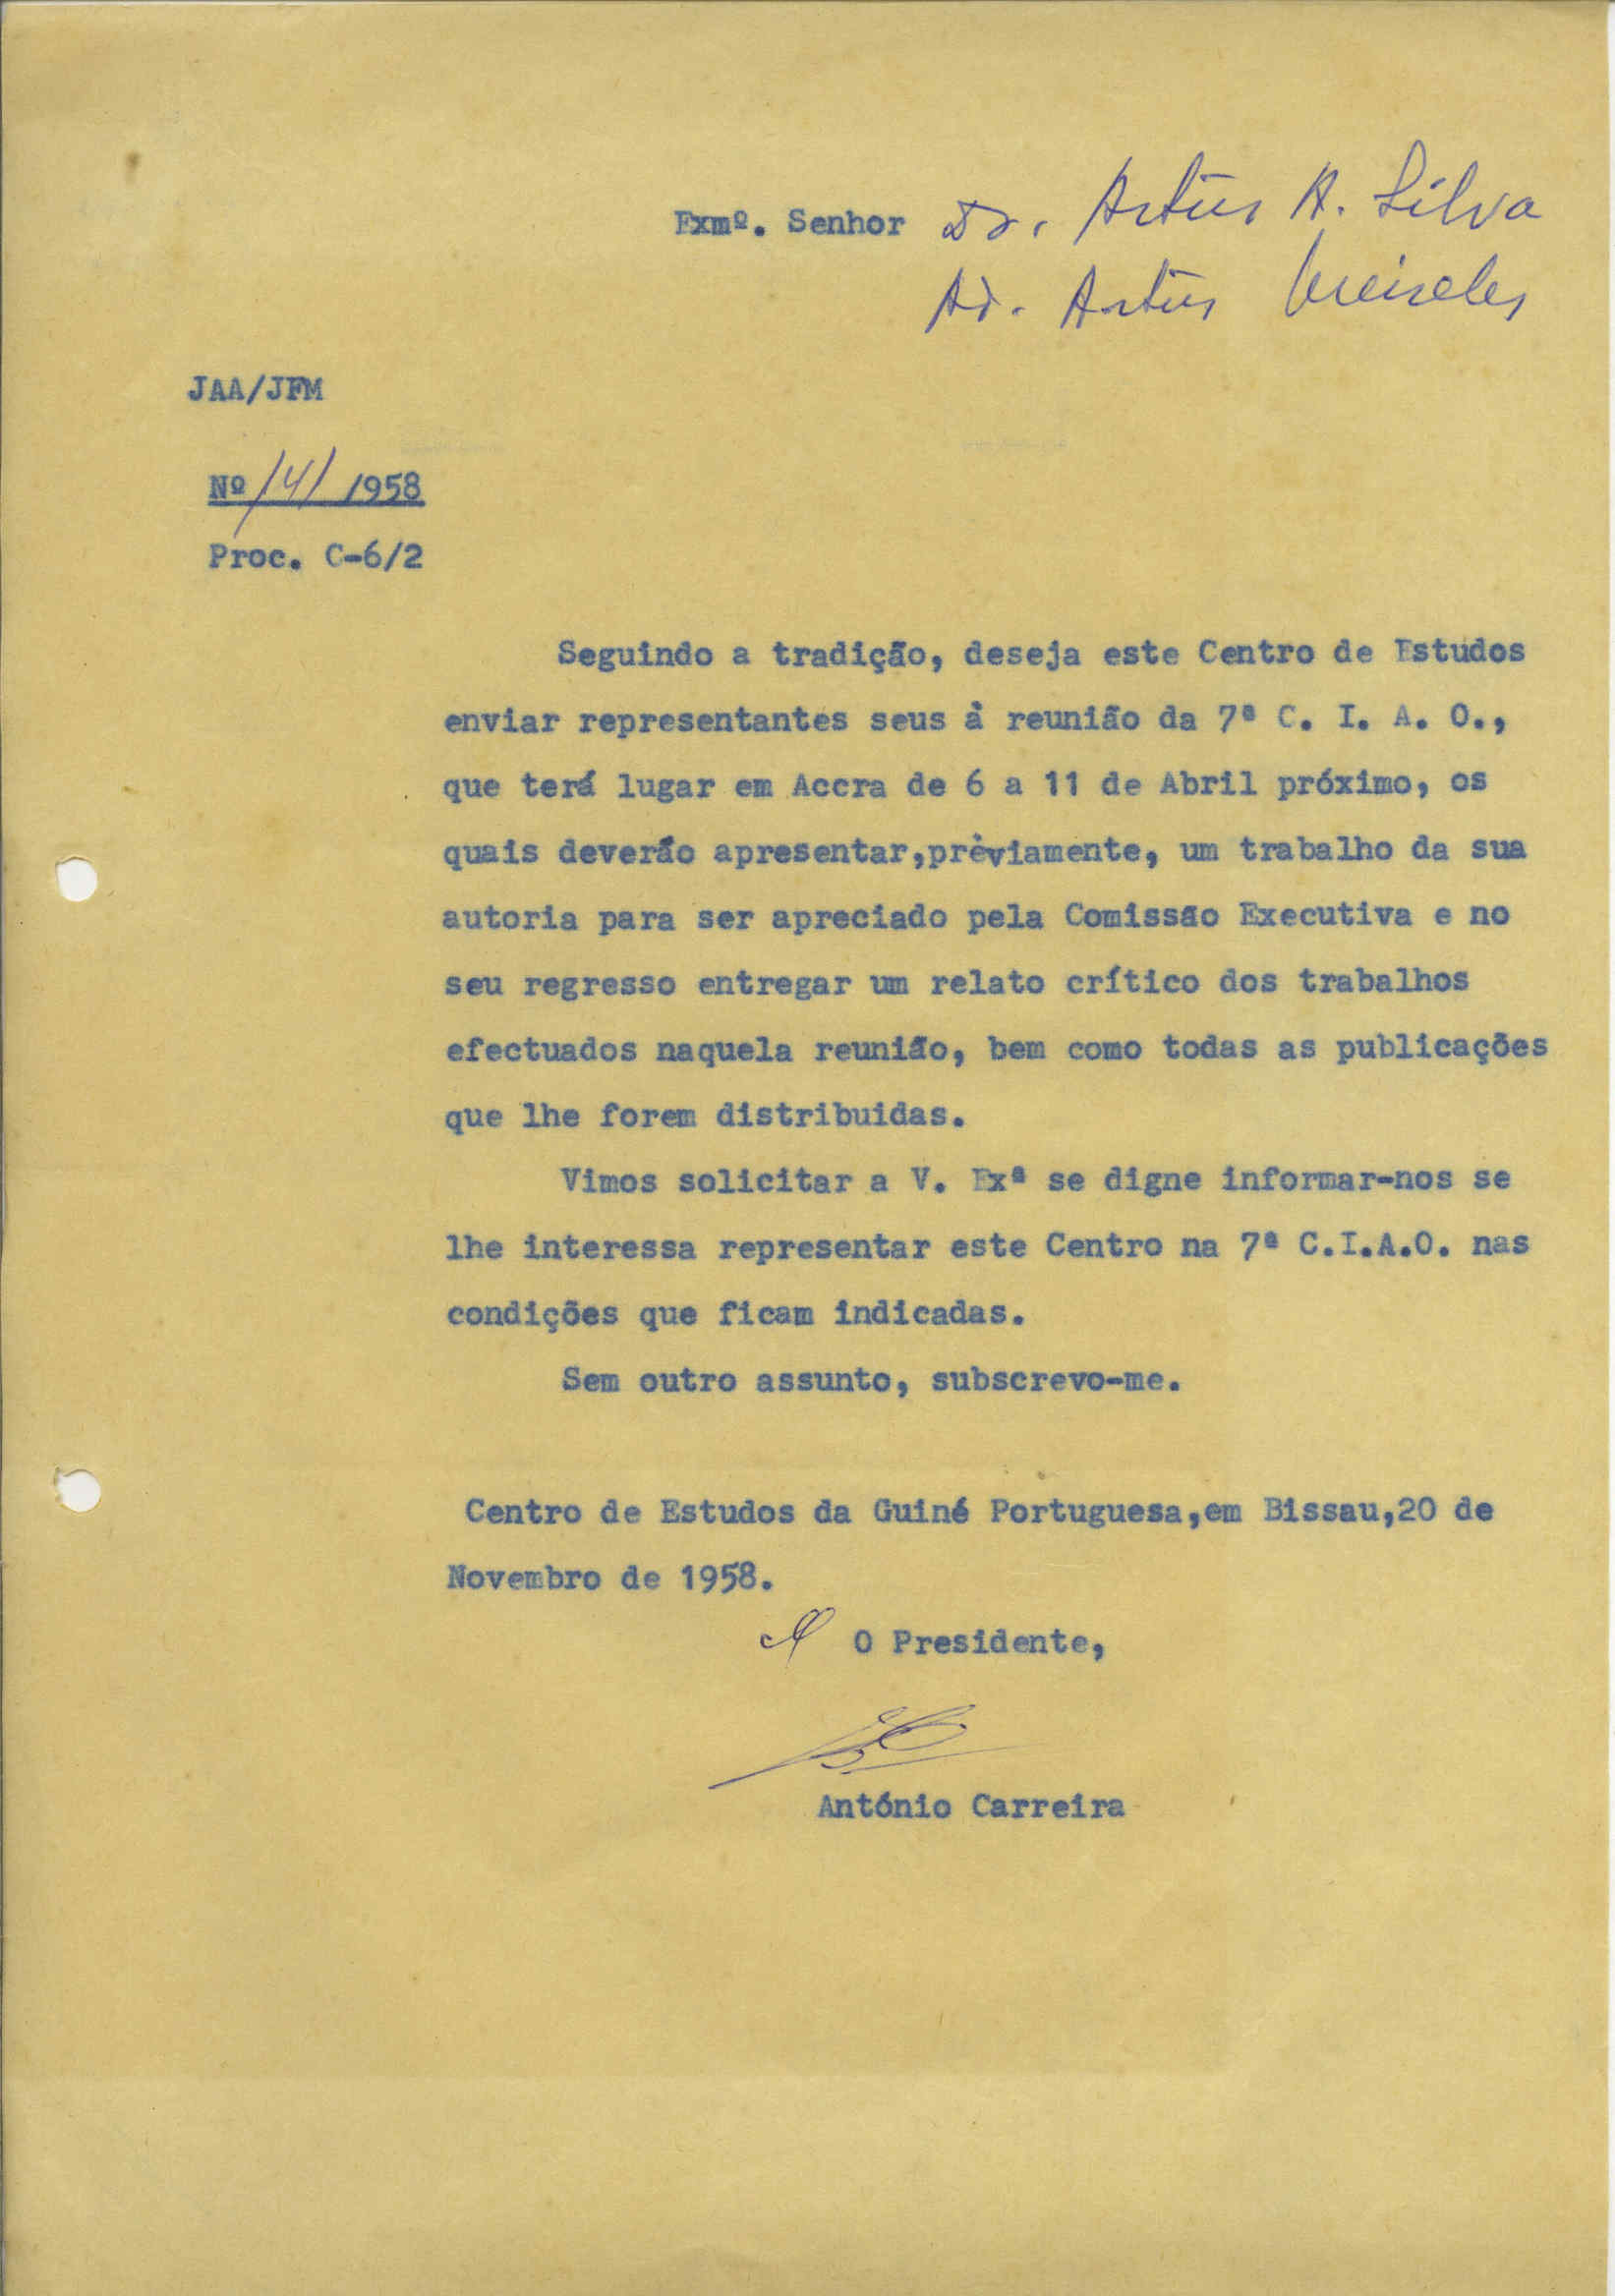 Exmº. Senhor Dr. Artur A. Silva
Ad. Artur Meireles
JAA/JFM
Nº 141 /1958
Proc. C-6/2
Seguindo a tradição, deseja este Centro de Estudos
enviar representantes seus à reunião da 7ª C. I. A. O.,
que terá lugar em Accra de 6 a 11 de Abril próximo, os
quais deverão apresentar,prèviamente, um trabalho da sua
autoria para ser apreciado pela Comissão Executiva e no
seu regresso entregar um relato crítico dos trabalhos
efectuados naquela reunião, bem como todas as publicações
que lhe forem distribuidas.
Vimos solicitar a V. Exª se digne informar-nos se
lhe interessa representar este Centro na 7ª C.I.A.O. nas
condições que ficam indicadas.
Sem outro assunto, subscrevo-me.
Centro de Estudos da Guiné Portuguesa,em Bissau,20 de
Novembro de 1958.
O Presidente,
António Carreira